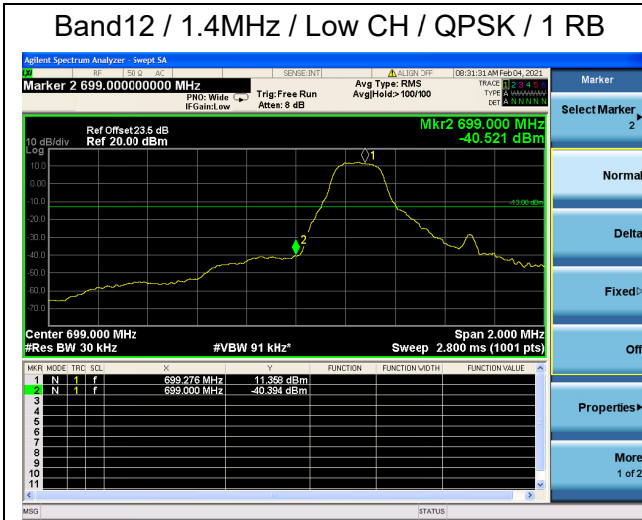 Band12 / 1.4MHz / Low CH / QPSK / 1 RB
Agilent Spectrum Analyzer - Swept SA
RF 50 Ω AC SENSE:INT ALIGN OFF 08:31:31 AM Feb 04, 2021
Marker 2 699.000000000 MHz
PNO: Wide
IFGain:Low
Trig: Free Run
Atten: 8 dB
Avg Type: RMS
Avg|Hold:> 100/100
TRACE 1 2 3 4 5 6
TYPE A WWWWW
DET A N N N N N
Marker
Select Marker
2
Normal
Delta
Fixed
Off
Properties
More
1 of 2
Ref Offset 23.5 dB
Ref 20.00 dBm
10 dB/div
Log
Mkr2 699.000 MHz
-40.521 dBm
1
2
10.0
0.00
-10.0
-13.00 dBm
-20.0
-30.0
-40.0
-50.0
-60.0
-70.0
Center 699.000 MHz
Span 2.000 MHz
#Res BW 30 kHz
#VBW 91 kHz*
Sweep 2.800 ms (1001 pts)
MKR MODE TRC SCL X Y FUNCTION FUNCTION WIDTH FUNCTION VALUE
1 N 1 f 699.276 MHz 11.358 dBm
2 N 1 f 699.000 MHz -40.394 dBm
3
4
5
6
7
8
9
10
11
MSG STATUS